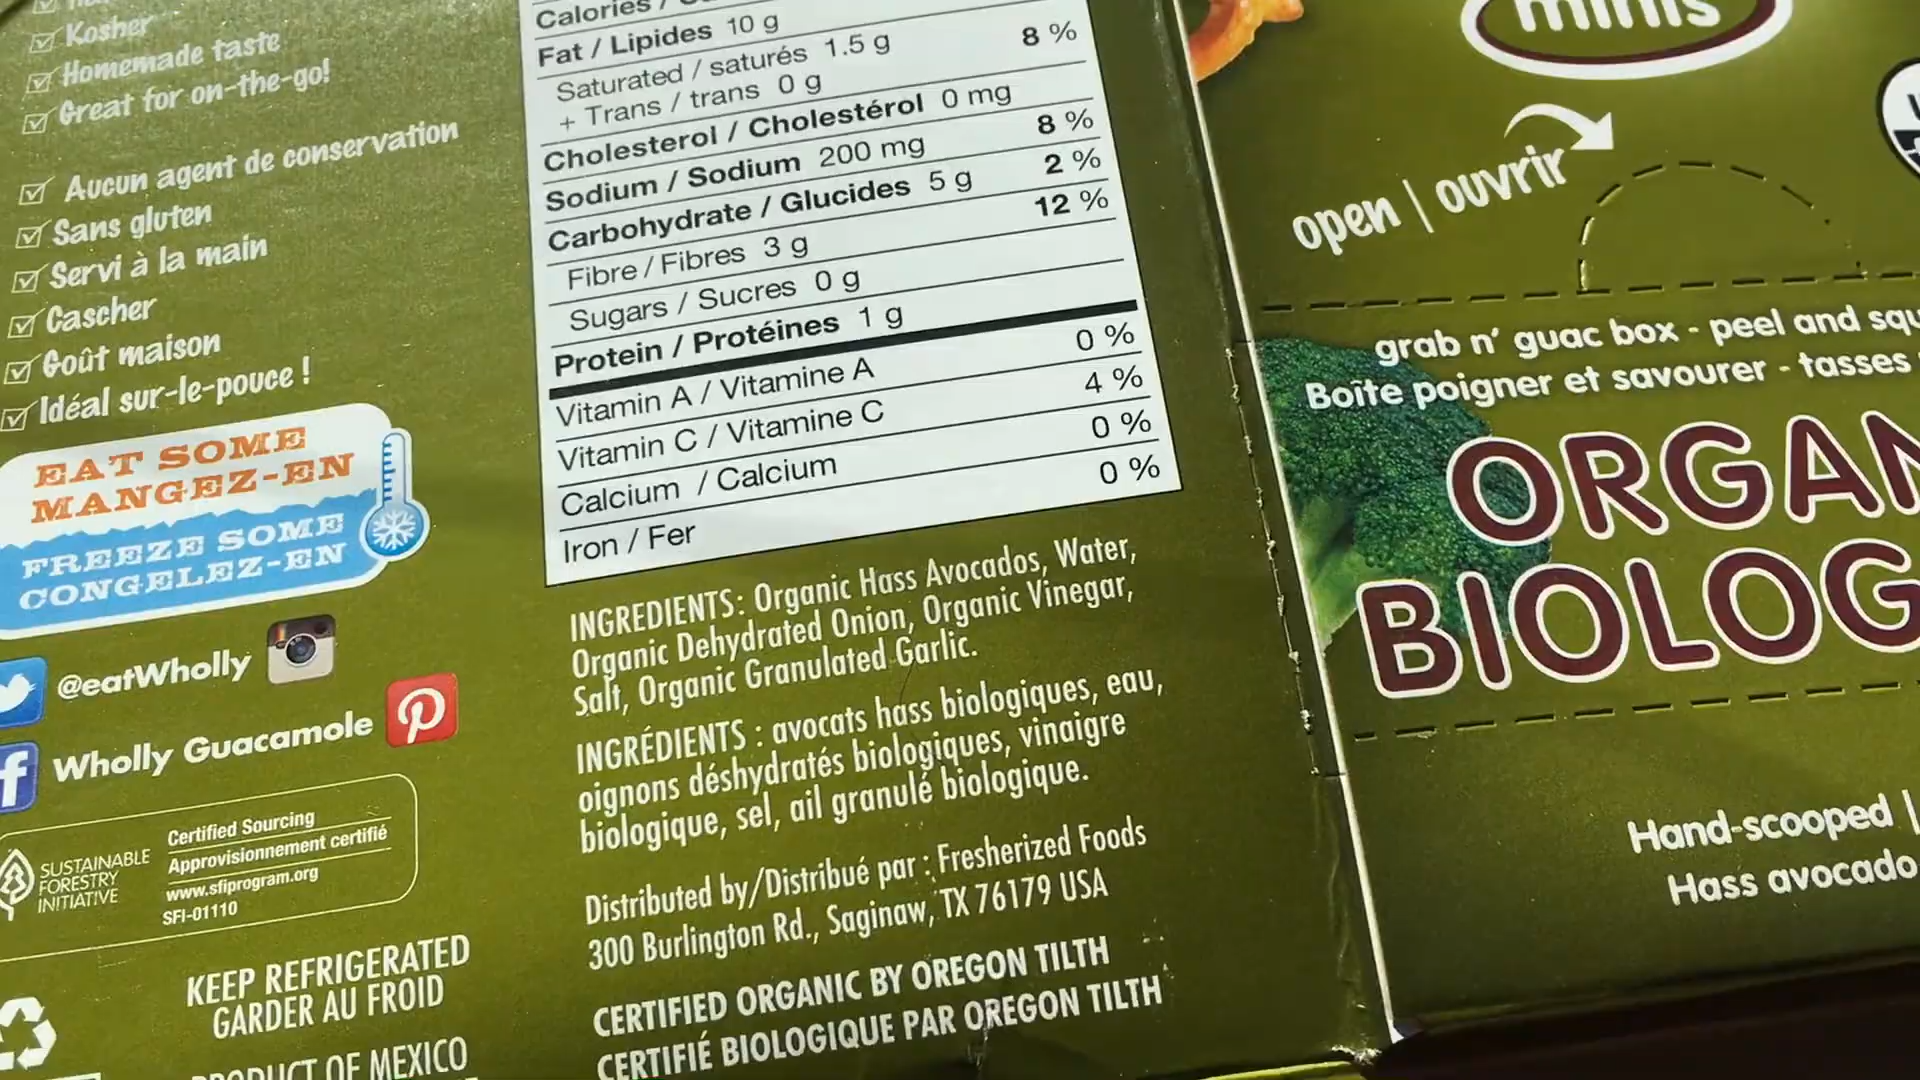 Kosher
Homemade taste
Great for on-the-go!
Aucun agent de conservation
Sans gluten
Servi à la main
Cascher
Goût maison
Idéal sur-le-pouce !
EAT SOME
MANGEZ-EN
FREEZE SOME
CONGELEZ-EN
@eatWholly
Wholly Guacamole
SUSTAINABLE
FORESTRY
INITIATIVE
Certified Sourcing
Approvisionnement certifié
www.sfiprogram.org
SFI-01110
KEEP REFRIGERATED
GARDER AU FROID
PRODUCT OF MEXICO
Calories /
Fat / Lipides 10 g
Saturated / saturés 1.5 g 8 %
+ Trans / trans 0 g
Cholesterol / Cholestérol 0 mg
Sodium / Sodium 200 mg 8 %
Carbohydrate / Glucides 5 g 2 %
Fibre / Fibres 3 g 12 %
Sugars / Sucres 0 g
Protein / Protéines 1 g
Vitamin A / Vitamine A 0 %
Vitamin C / Vitamine C 4 %
Calcium / Calcium 0 %
Iron / Fer 0 %
INGREDIENTS: Organic Hass Avocados, Water,
Organic Dehydrated Onion, Organic Vinegar,
Salt, Organic Granulated Garlic.
INGRÉDIENTS : avocats hass biologiques, eau,
oignons déshydratés biologiques, vinaigre
biologique, sel, ail granulé biologique.
Distributed by/Distribué par : Fresherized Foods
300 Burlington Rd., Saginaw, TX 76179 USA
CERTIFIED ORGANIC BY OREGON TILTH
CERTIFIÉ BIOLOGIQUE PAR OREGON TILTH
minis
open | ouvrir
grab n' guac box - peel and squ
Boîte poigner et savourer - tasses
ORGAN
BIOLOG
Hand-scooped |
Hass avocado